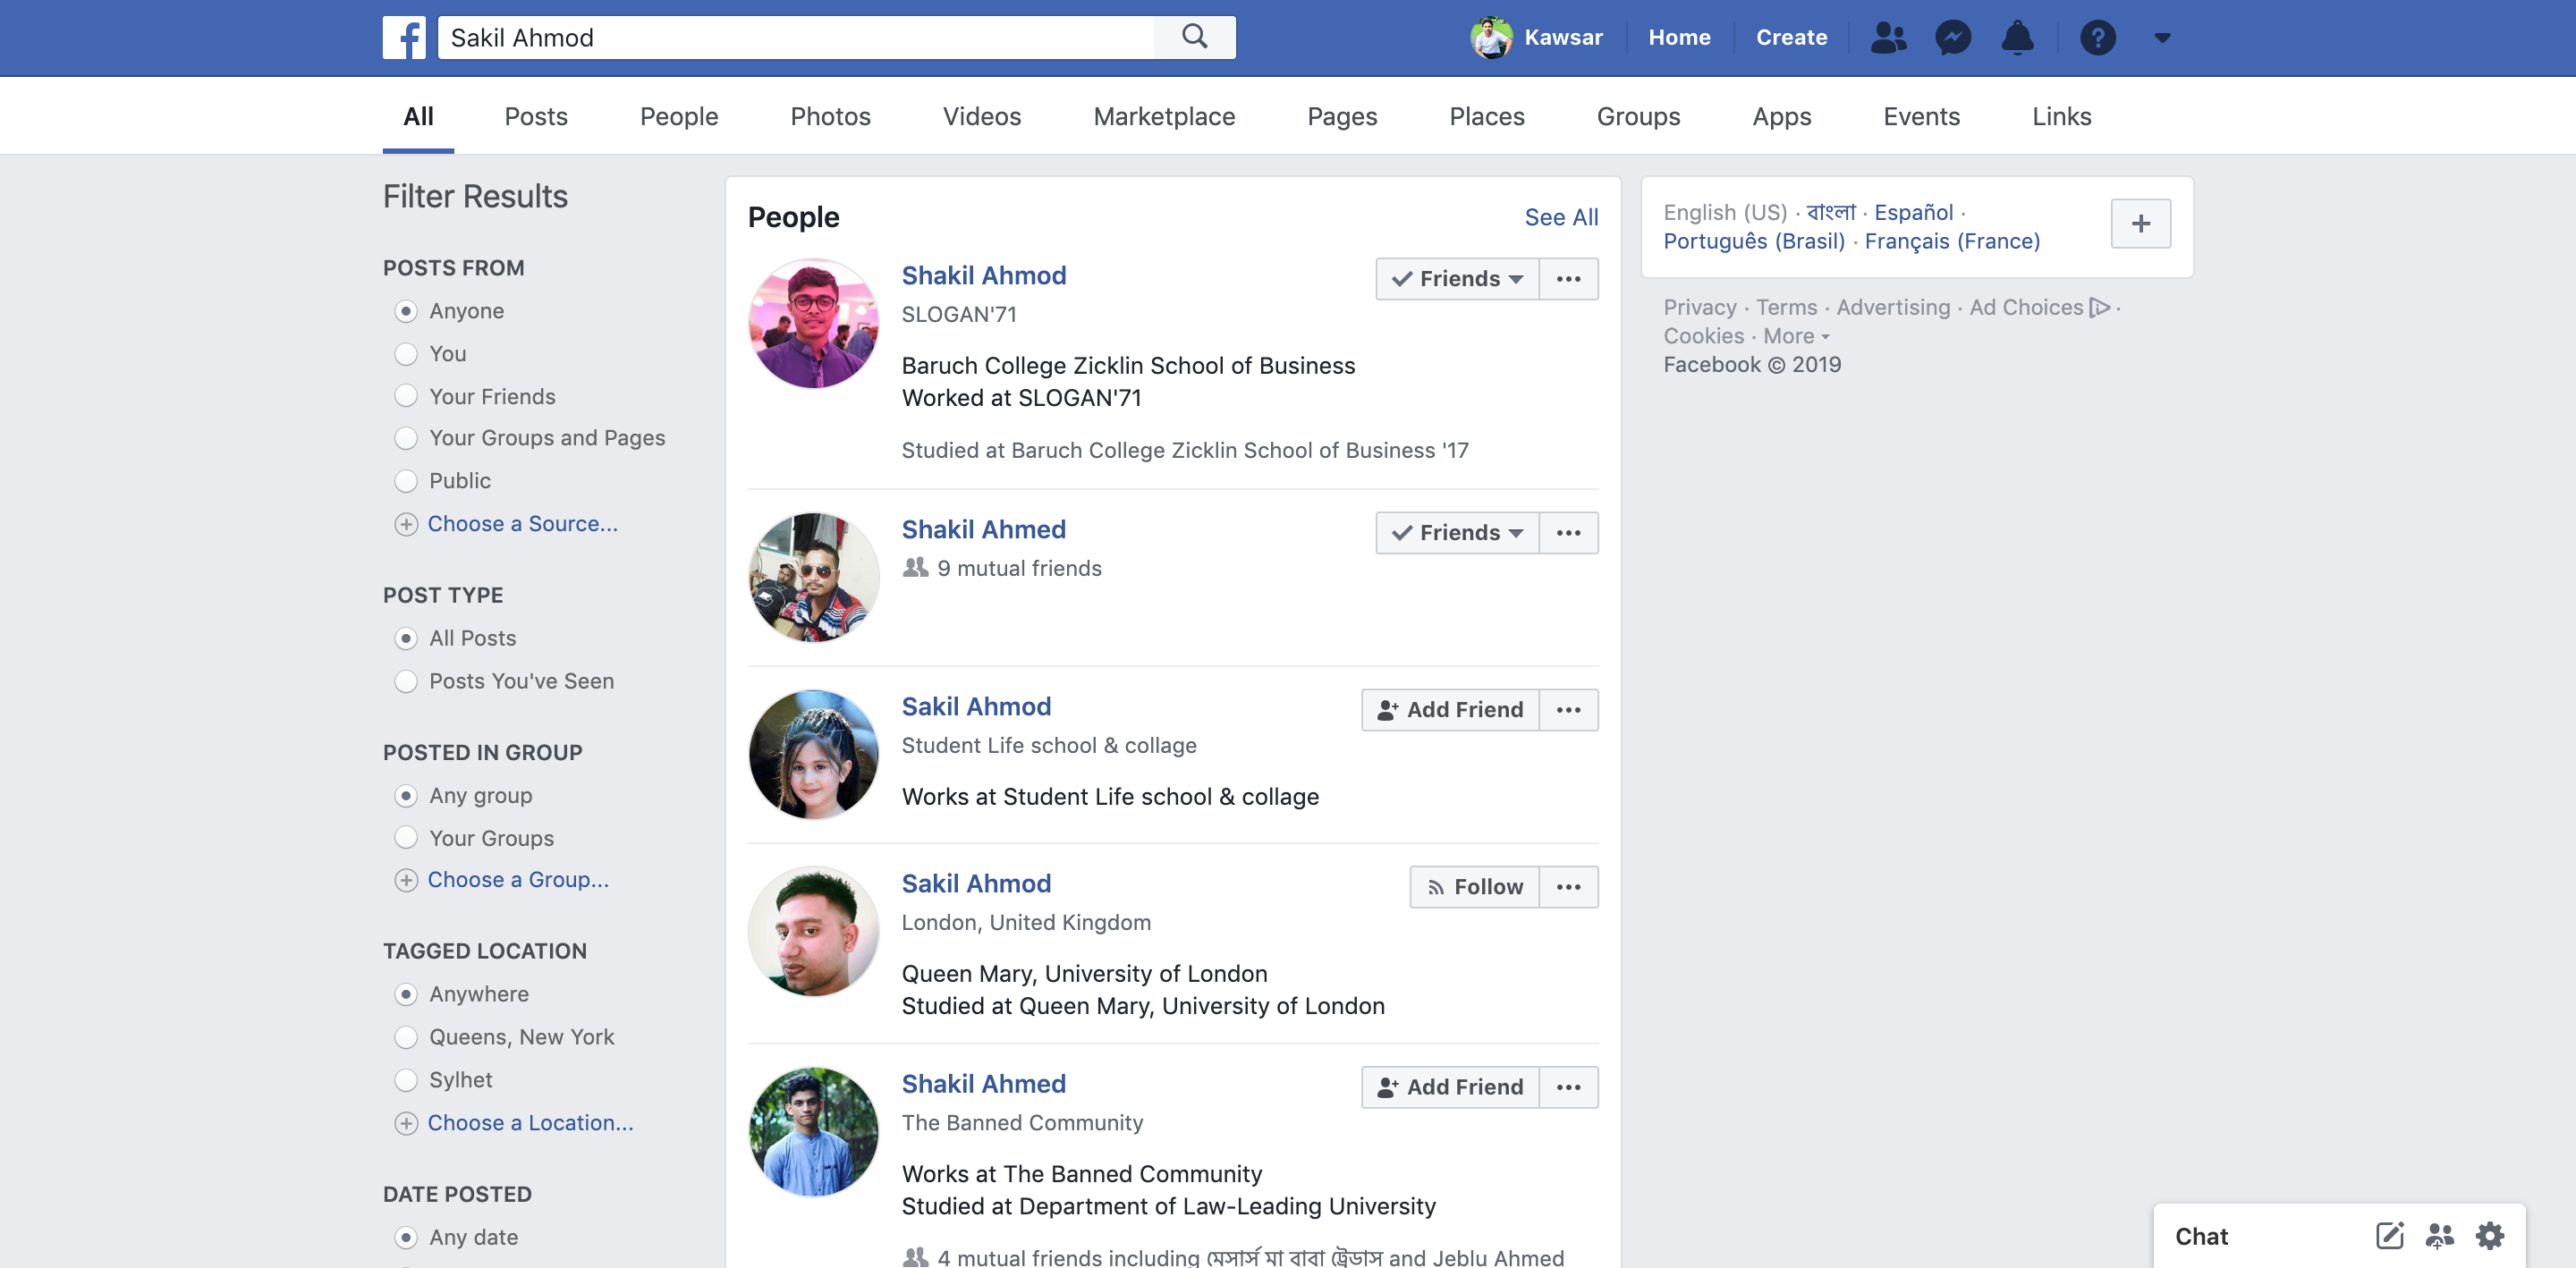 Sakil Ahmod
Kawsar
Home
Create
All
Posts
People
Photos
Videos
Marketplace
Pages
Places
Groups
Apps
Events
Links
Filter Results
POSTS FROM
Anyone
You
Your Friends
Your Groups and Pages
Public
Choose a Source...
POST TYPE
All Posts
Posts You've Seen
POSTED IN GROUP
Any group
Your Groups
Choose a Group...
TAGGED LOCATION
Anywhere
Queens, New York
Sylhet
Choose a Location...
DATE POSTED
Any date
People
See All
Shakil Ahmod
Friends
SLOGAN'71
Baruch College Zicklin School of Business
Worked at SLOGAN'71
Studied at Baruch College Zicklin School of Business '17
Shakil Ahmed
Friends
9 mutual friends
Sakil Ahmod
Add Friend
Student Life school & collage
Works at Student Life school & collage
Sakil Ahmod
Follow
London, United Kingdom
Queen Mary, University of London
Studied at Queen Mary, University of London
Shakil Ahmed
Add Friend
The Banned Community
Works at The Banned Community
Studied at Department of Law-Leading University
4 mutual friends including মেসার্স মা বাবা ট্রেডাস and Jeblu Ahmed
English (US) · বাংলা · Español ·
Português (Brasil) · Français (France)
Privacy · Terms · Advertising · Ad Choices ·
Cookies · More
Facebook © 2019
Chat